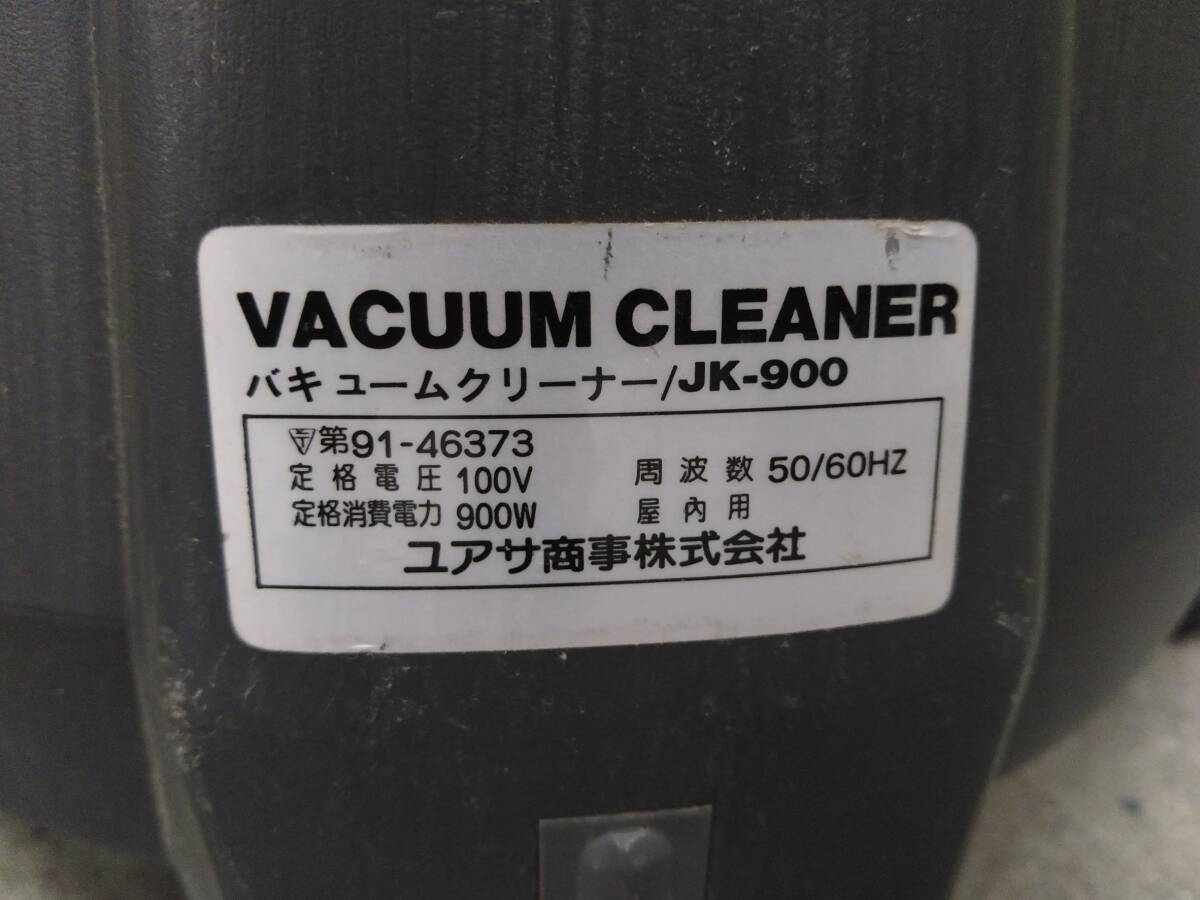 VACUUM CLEANER
バキュームクリーナー/JK-900
第91-46373
定格電圧 100V 周波数 50/60HZ
定格消費電力 900W 屋内用
ユアサ商事株式会社